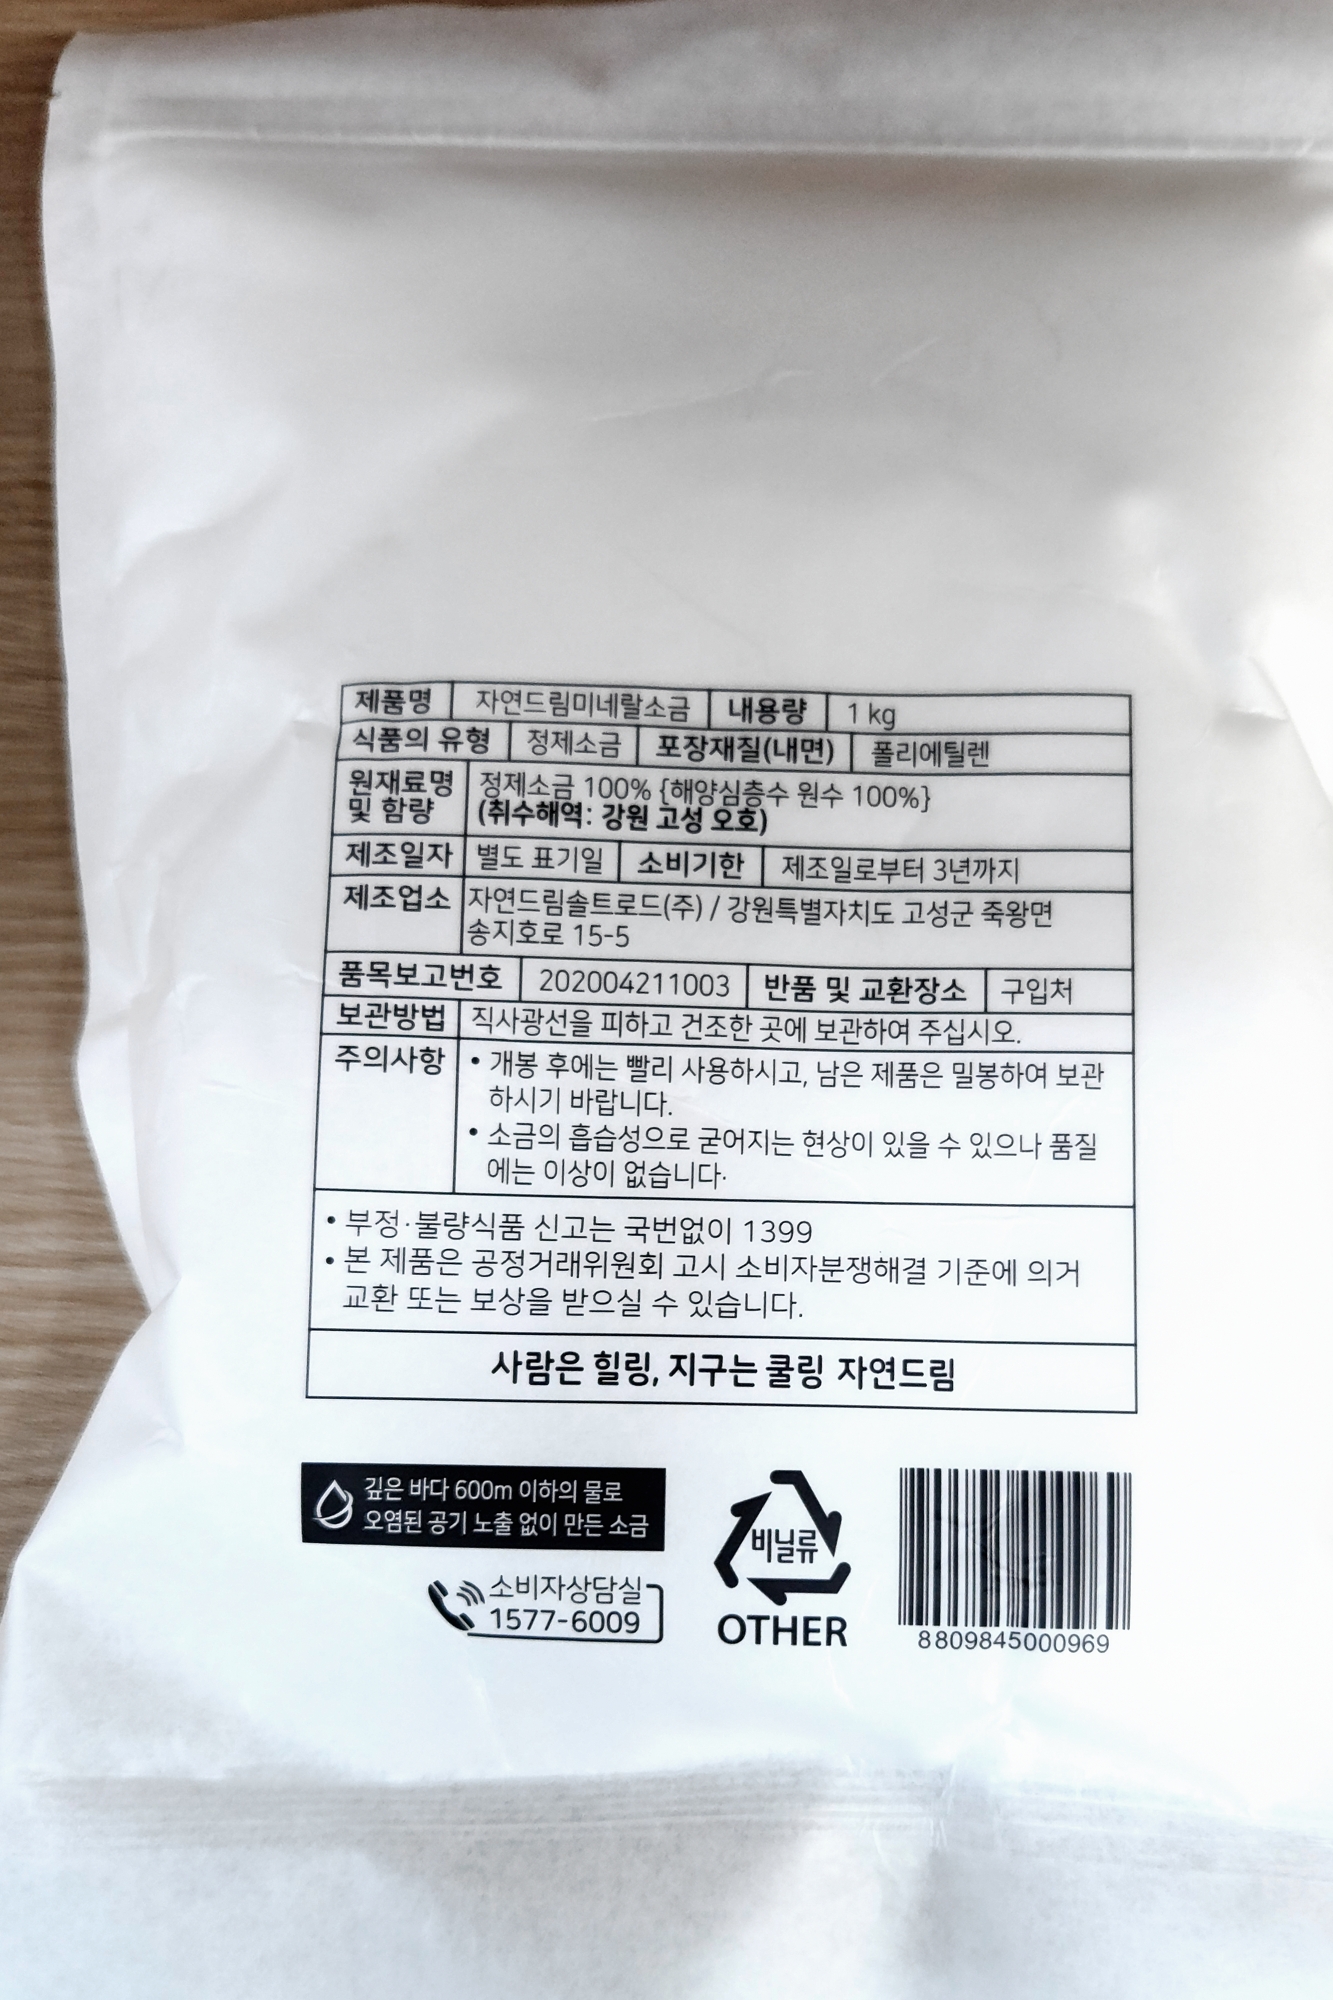 제품명 자연드림미네랄소금 내용량 1 kg
식품의 유형 정제소금 포장재질(내면) 폴리에틸렌
원재료명 정제소금 100% {해양심층수 원수 100%}
및 함량 (취수해역: 강원 고성 오호)
제조일자 별도 표기일 소비기한 제조일로부터 3년까지
제조업소 자연드림솔트로드(주) / 강원특별자치도 고성군 죽왕면
송지호로 15-5
품목보고번호 202004211003 반품 및 교환장소 구입처
보관방법 직사광선을 피하고 건조한 곳에 보관하여 주십시오.
주의사항 • 개봉 후에는 빨리 사용하시고, 남은 제품은 밀봉하여 보관
하시기 바랍니다.
• 소금의 흡습성으로 굳어지는 현상이 있을 수 있으나 품질
에는 이상이 없습니다.
• 부정·불량식품 신고는 국번없이 1399
• 본 제품은 공정거래위원회 고시 소비자분쟁해결 기준에 의거
교환 또는 보상을 받으실 수 있습니다.
사람은 힐링, 지구는 쿨링 자연드림
깊은 바다 600m 이하의 물로
오염된 공기 노출 없이 만든 소금
소비자상담실
1577-6009
비닐류
OTHER
8809845000969